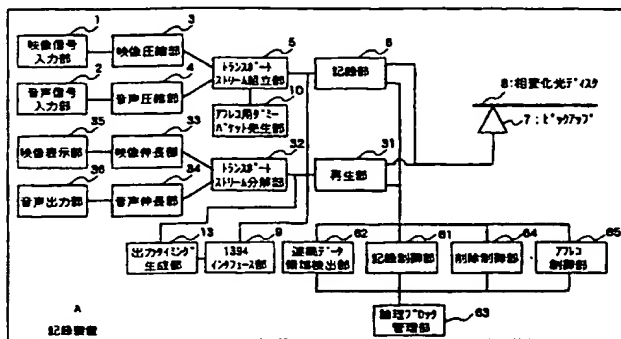 1
映像信号
入力部
3
映像圧縮部
5
トランスポート
ストリーム組立部
6
記録部
2
音声信号
入力部
4
音声圧縮部
10
アフレコ用ダミー
パケット発生部
8:相変化光ディスク
7:ピックアップ
35
映像表示部
33
映像伸長部
32
トランスポート
ストリーム分解部
31
再生部
36
音声出力部
34
音声伸長部
13
出力タイミング
生成部
9
1394
インタフェース部
62
連続データ
領域検出部
61
記録制御部
64
削除制御部
65
アフレコ
制御部
論理ブロック
管理部
63
A
記録装置